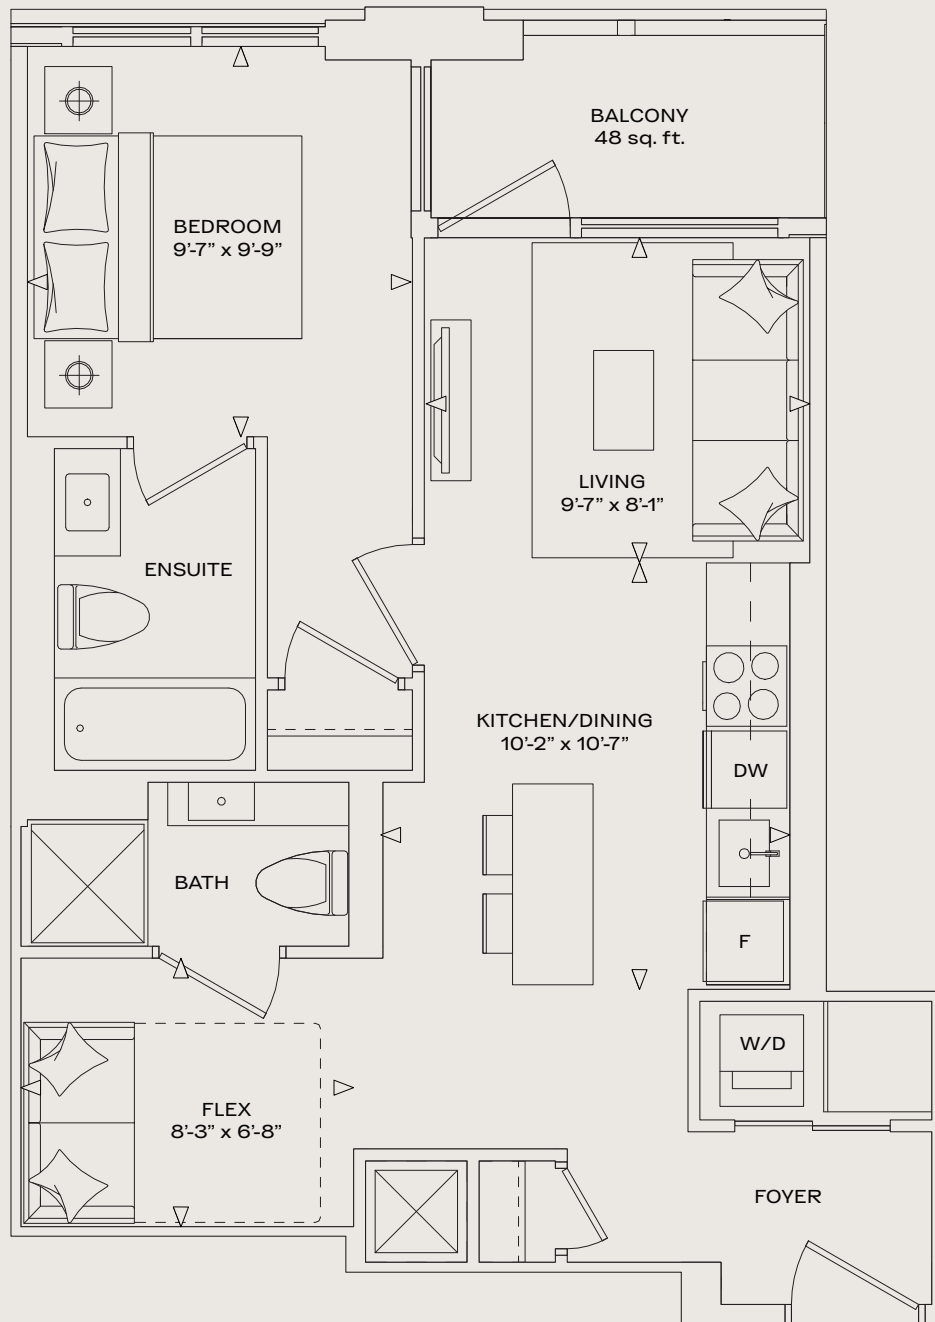 BALCONY
48 sq. ft.
BEDROOM
9’-7” x 9’-9”
LIVING
9’-7” x 8’-1”
ENSUITE
KITCHEN/DINING
10’-2” x 10’-7”
DW
BATH
F
W/D
FLEX
8’-3” x 6’-8”
FOYER